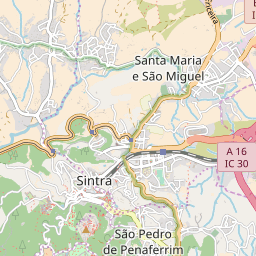 Santa Maria
e São Miguel
A 16
IC 30
Sintra
São Pedro
de Penaferrim